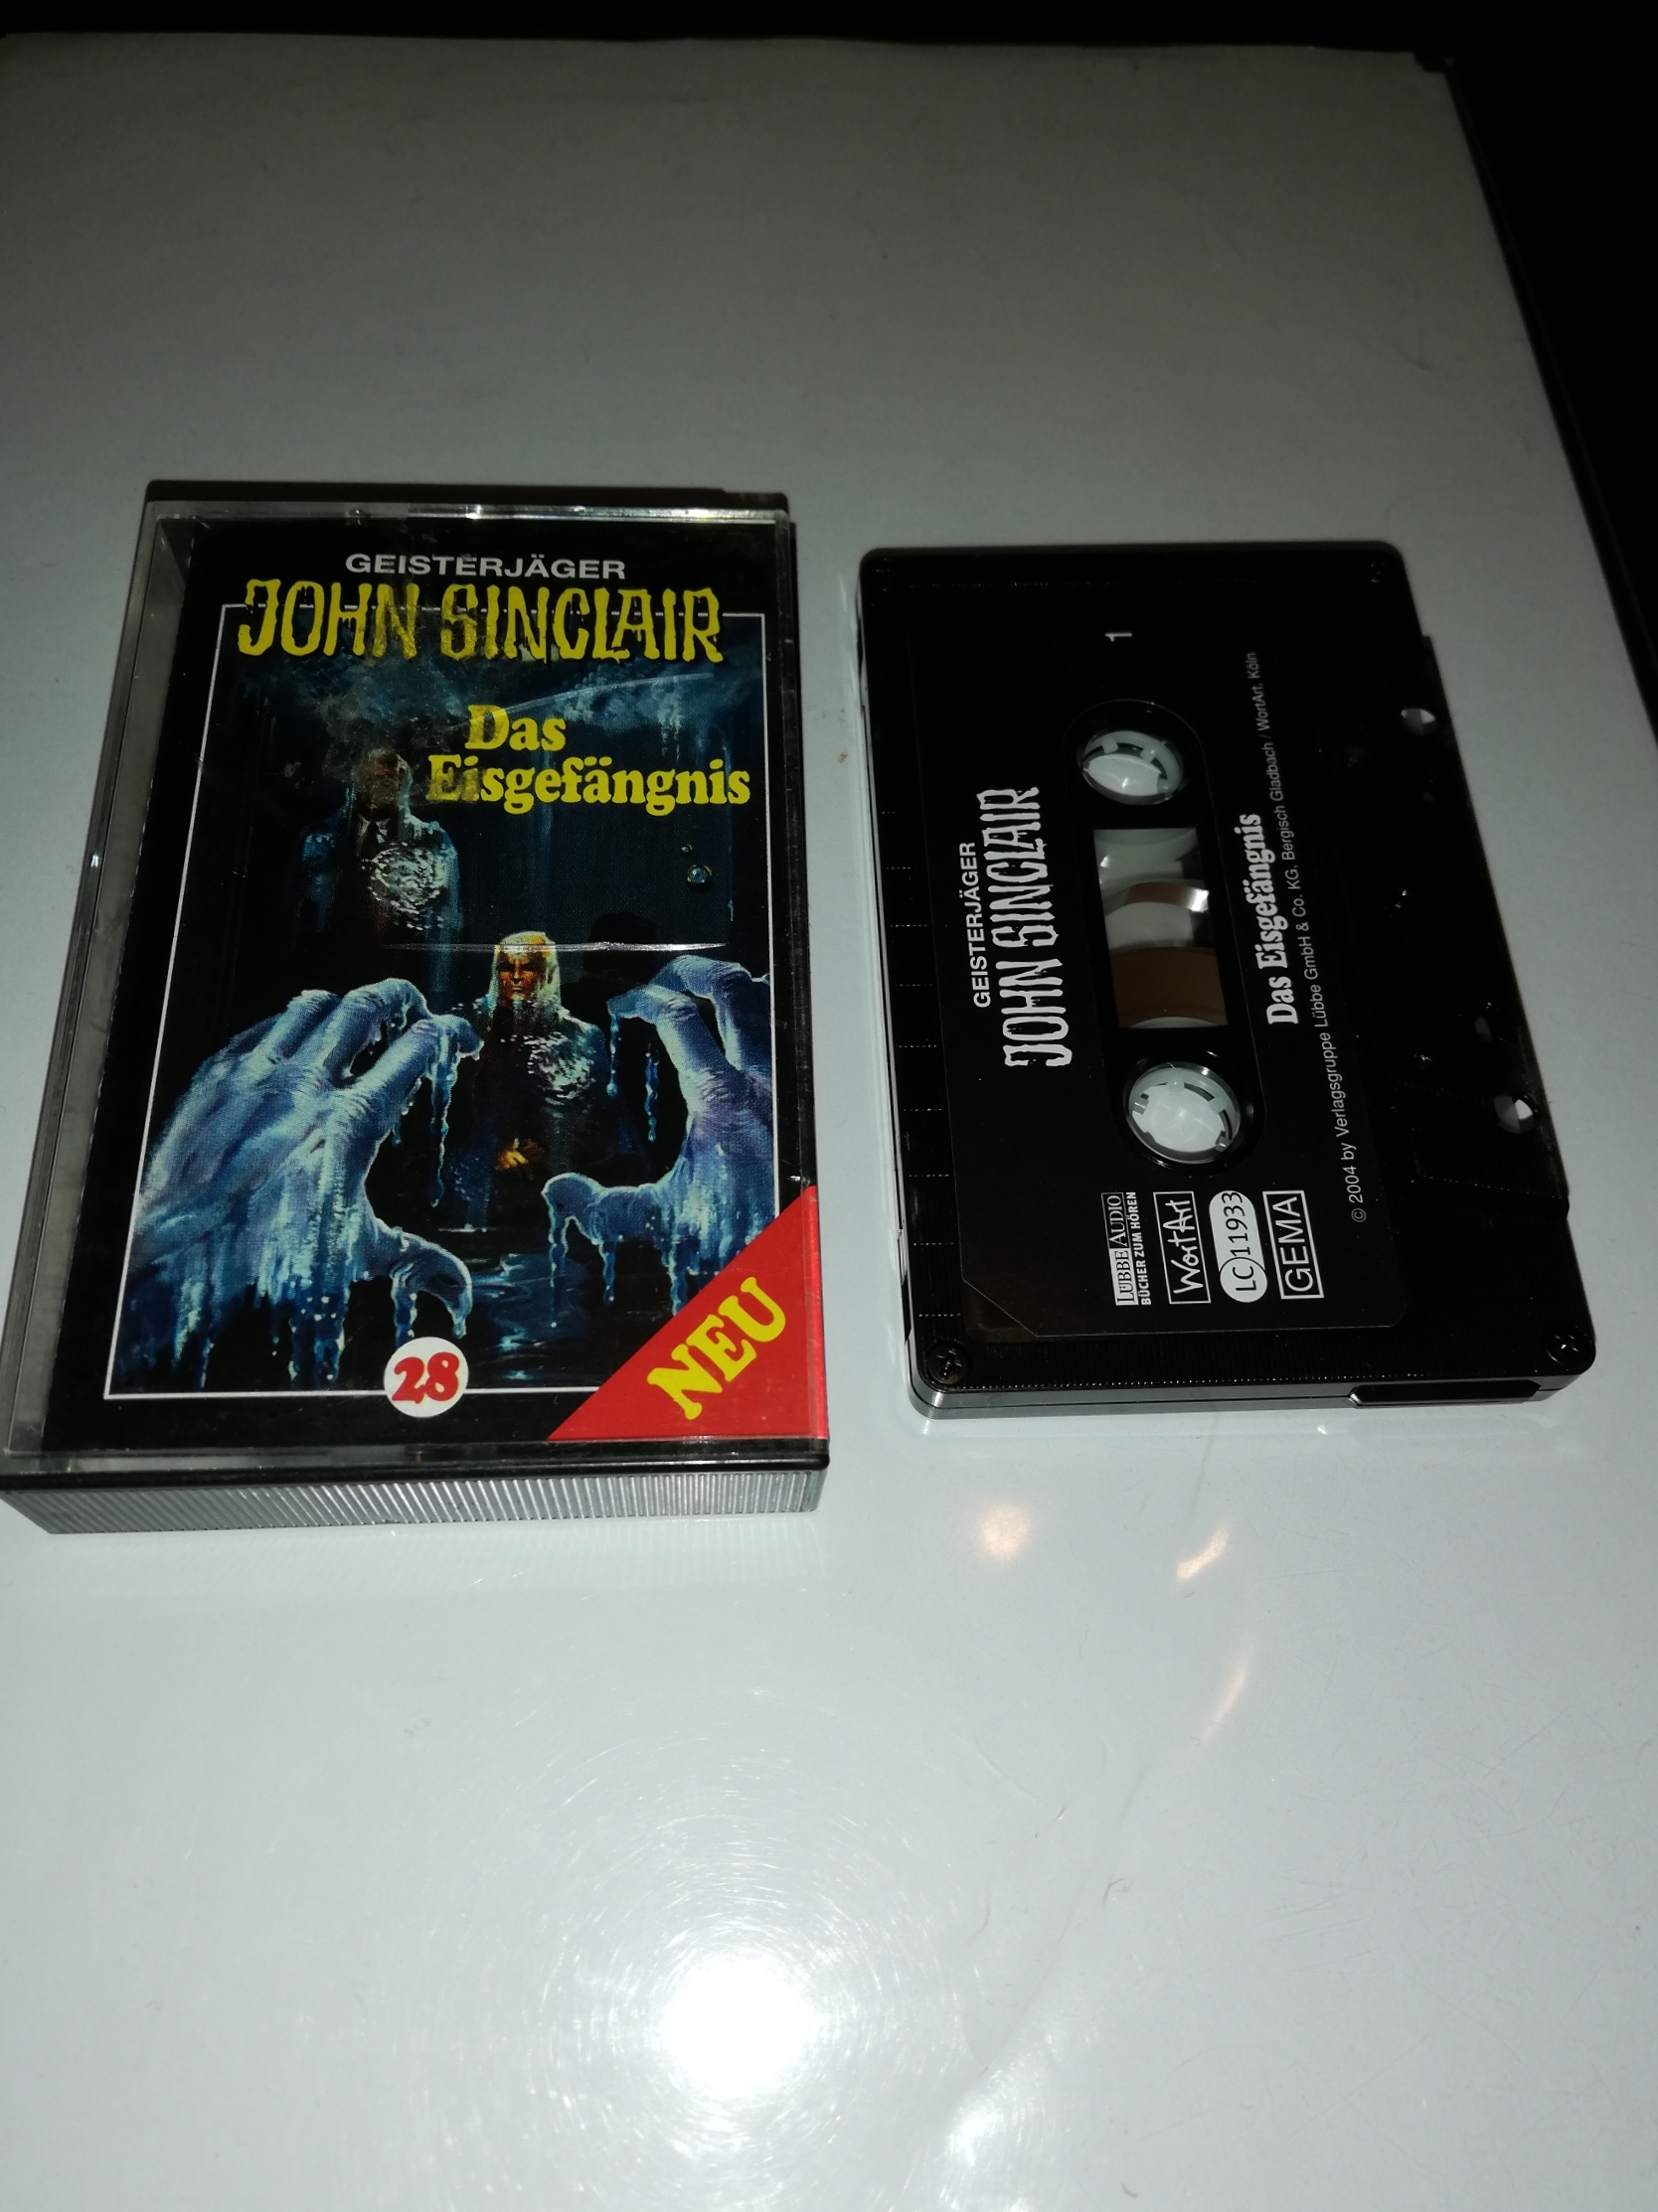 GEISTERJÄGER
JOHN SINCLAIR
Das
Eisgefängnis
28
NEU
1
GEISTERJÄGER
JOHN SINCLAIR
Das Eisgefängnis
© 2004 by Verlagsgruppe Lübbe GmbH & Co. KG, Bergisch Gladbach / WortArt, Köln
LÜBBE AUDIO
BÜCHER ZUM HÖREN
WortArt
LC 11933
GEMA